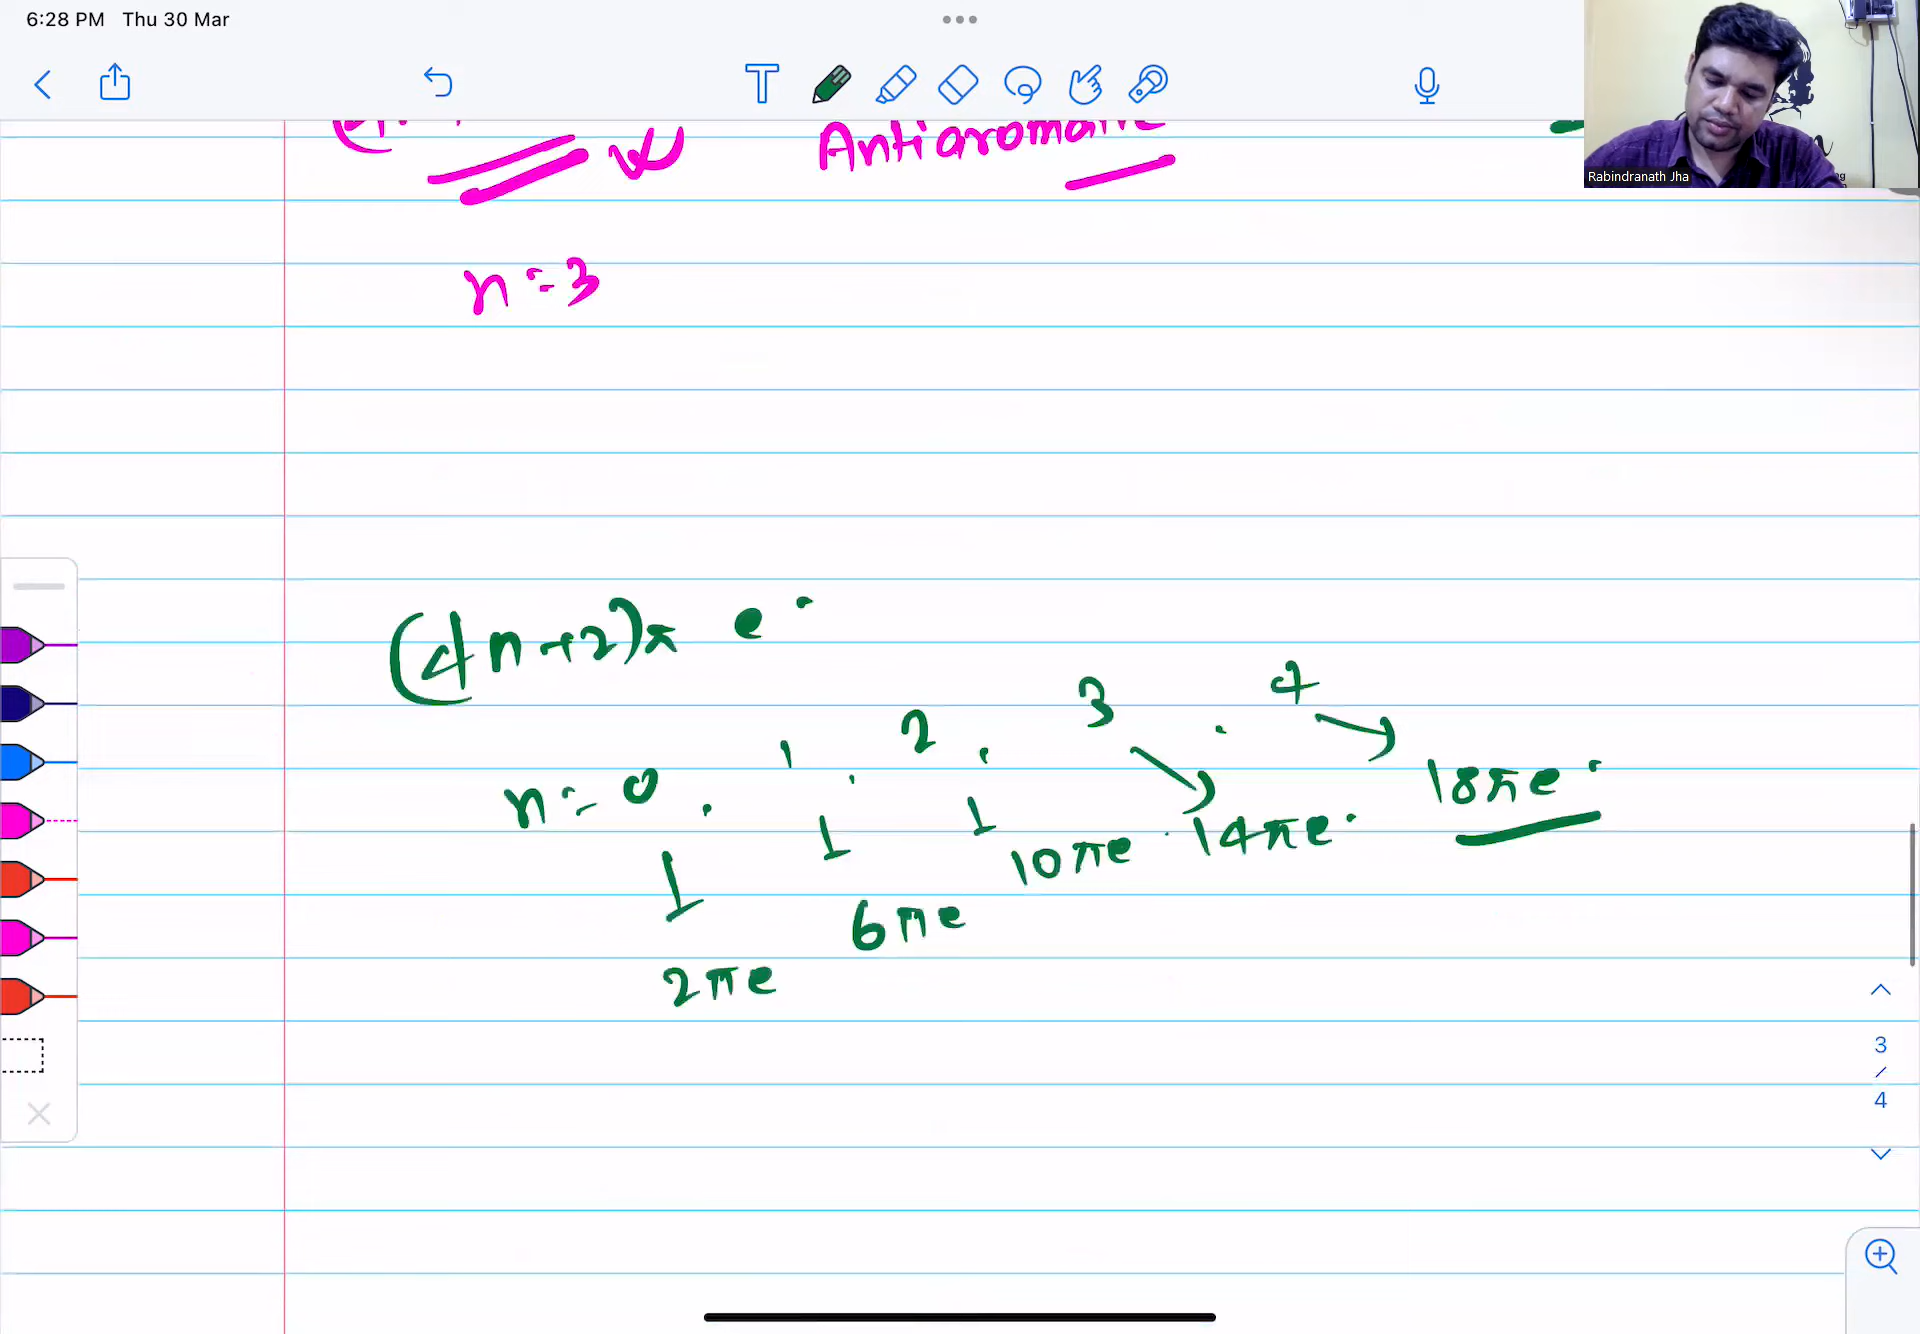 6:28 PM Thu 30 Mar
Rabindranath Jha
Antiaromatic
n=3
(4n+2)π e-
n=0, 1, 2, 3, 4
2πe 6πe 10πe 14πe- 18πe-
3
/
4